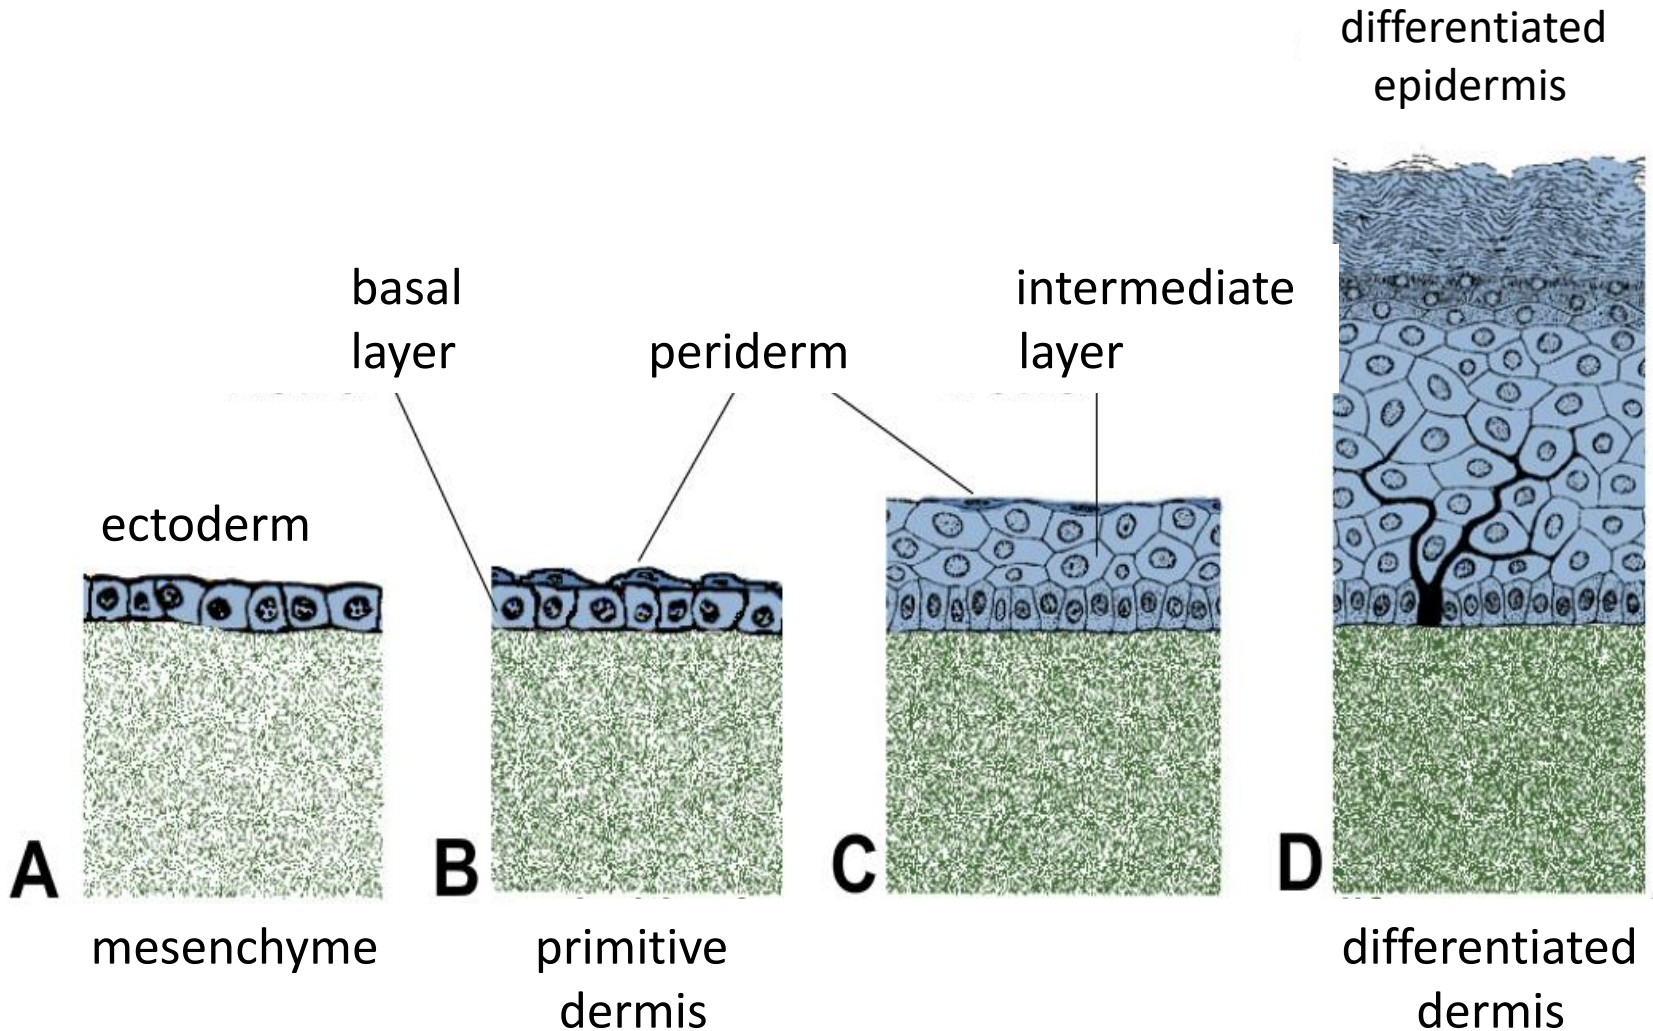 differentiated
epidermis
basal
layer
periderm
intermediate
layer
ectoderm
A
B
C
D
mesenchyme
primitive
dermis
differentiated
dermis